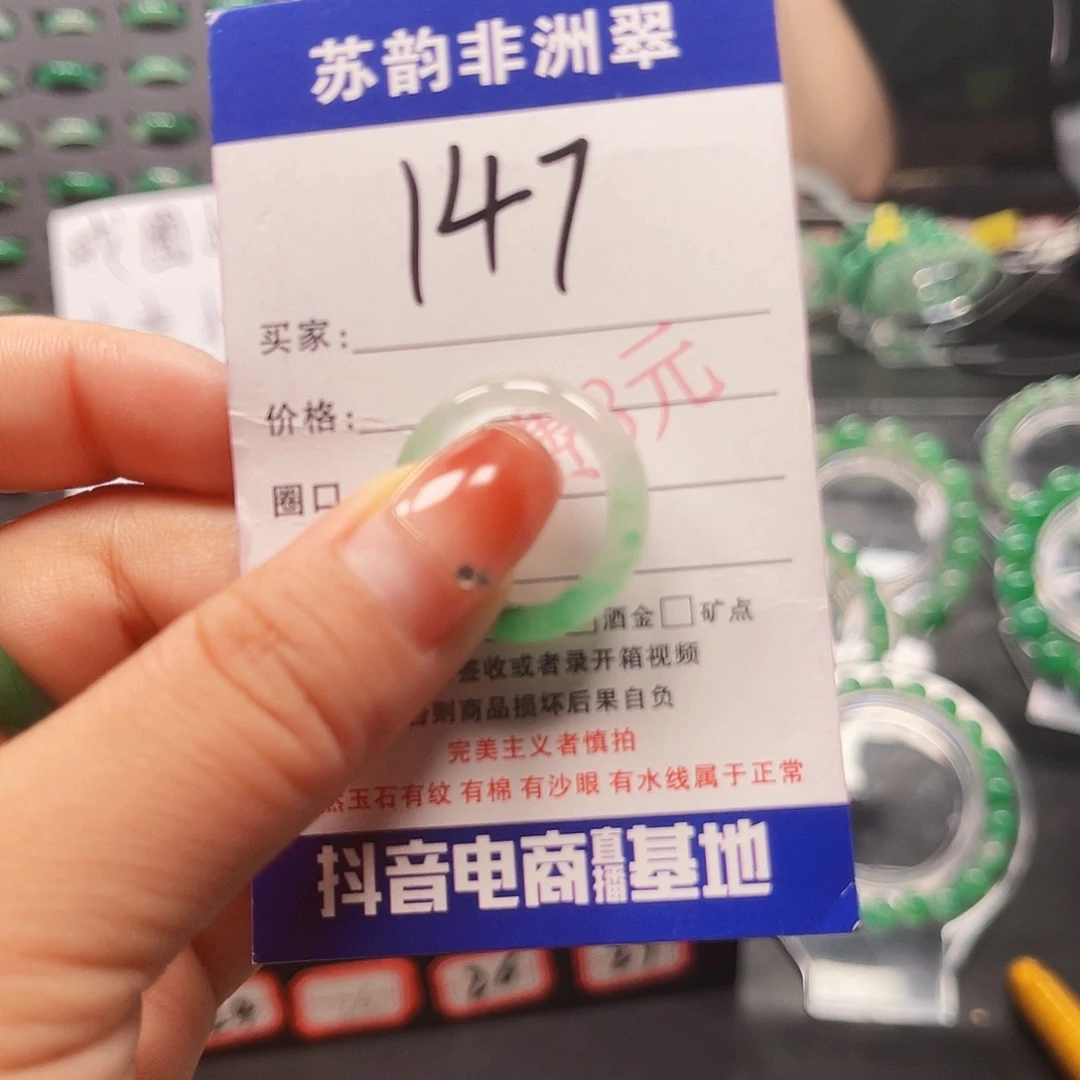 苏韵非洲翠
147
买家:
价格:
3元
圈口
酒金 矿点
签收或者录开箱视频
否则商品损坏后果自负
完美主义者慎拍
然玉石有纹 有棉 有沙眼 有水线属于正常
抖音电商直播基地